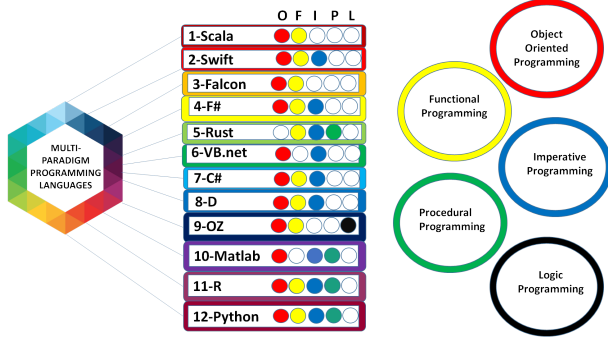 O F I P L
1-Scala
2-Swift
3-Falcon
4-F#
5-Rust
6-VB.net
7-C#
8-D
9-OZ
10-Matlab
11-R
12-Python
MULTI-
PARADIGM
PROGRAMMING
LANGUAGES
Object
Oriented
Programming
Functional
Programming
Imperative
Programming
Procedural
Programming
Logic
Programming